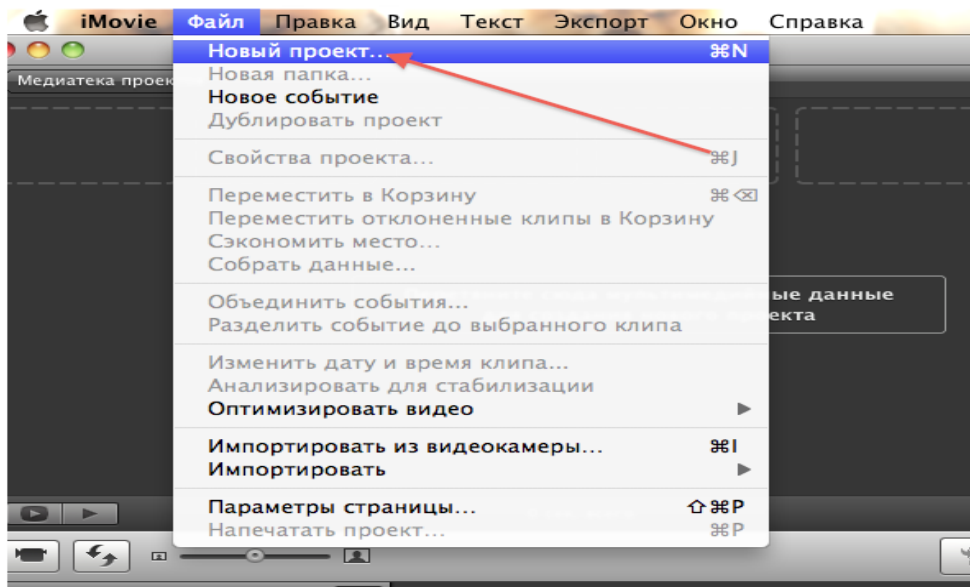 iMovie Файл Правка Вид Текст Экспорт Окно Справка
Новый проект... ⌘N
Медиатека проек
Новая папка...
Новое событие
Дублировать проект
Свойства проекта... ⌘J
Переместить в Корзину ⌘⌫
Переместить отклоненные клипы в Корзину
Сэкономить место...
Собрать данные...
ые данные
Объединить события...
екта
Разделить событие до выбранного клипа
Изменить дату и время клипа...
Анализировать для стабилизации
Оптимизировать видео ▶
Импортировать из видеокамеры... ⌘I
Импортировать ▶
Параметры страницы... ⇧⌘P
Напечатать проект... ⌘P